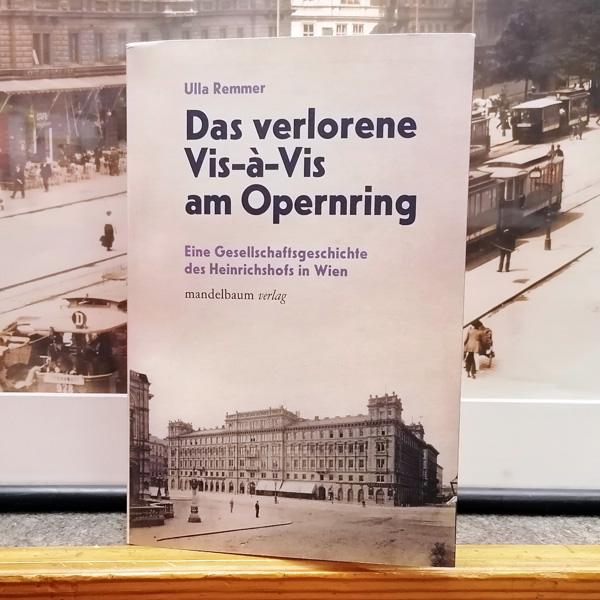 Ulla Remmer
Das verlorene
Vis-à-Vis
am Opernring
Eine Gesellschaftsgeschichte
des Heinrichshofs in Wien
mandelbaum verlag
D